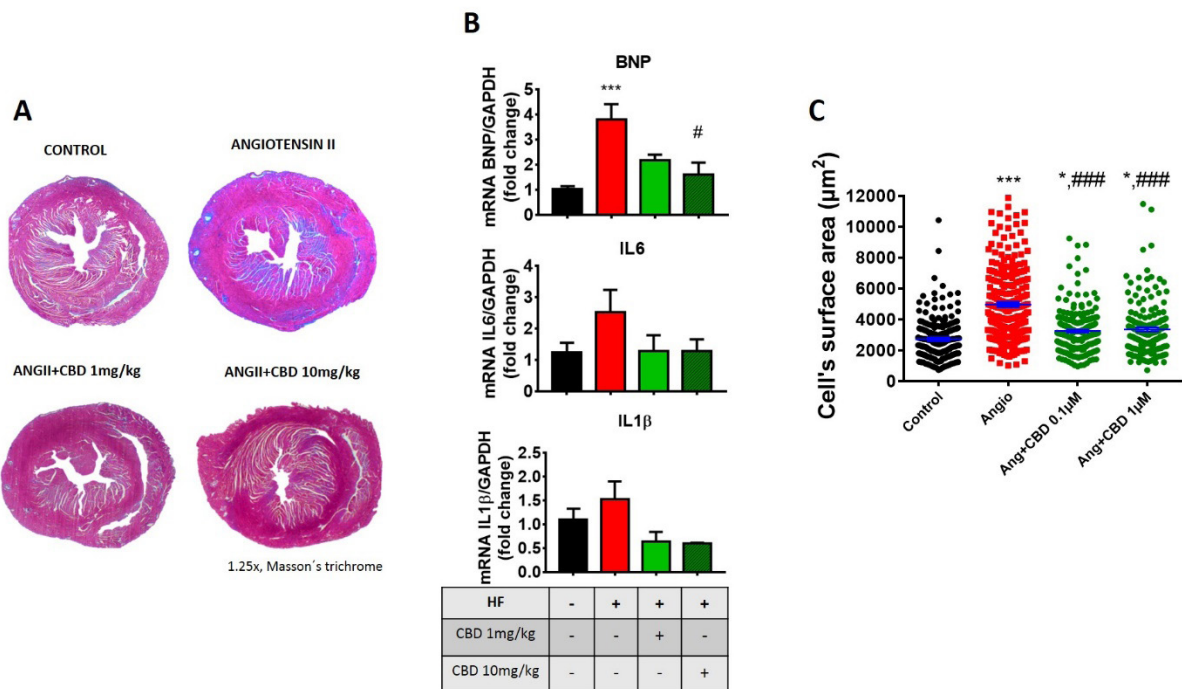 A
CONTROL
ANGIOTENSIN II
ANGII+CBD 1mg/kg
ANGII+CBD 10mg/kg
1.25x, Masson´s trichrome
B
BNP
mRNA BNP/GAPDH
(fold change)
5
4
3
2
1
0
***
#
IL6
mRNA IL6/GAPDH
(fold change)
4
3
2
1
0
IL1β
mRNA IL1β/GAPDH
(fold change)
2.5
2.0
1.5
1.0
0.5
0.0
HF - + + +
CBD 1mg/kg - - + -
CBD 10mg/kg - - - +
C
Cell's surface area (µm²)
12000
10000
8000
6000
4000
2000
0
***
*,###
*,###
Control
Angio
Ang+CBD 0.1µM
Ang+CBD 1µM